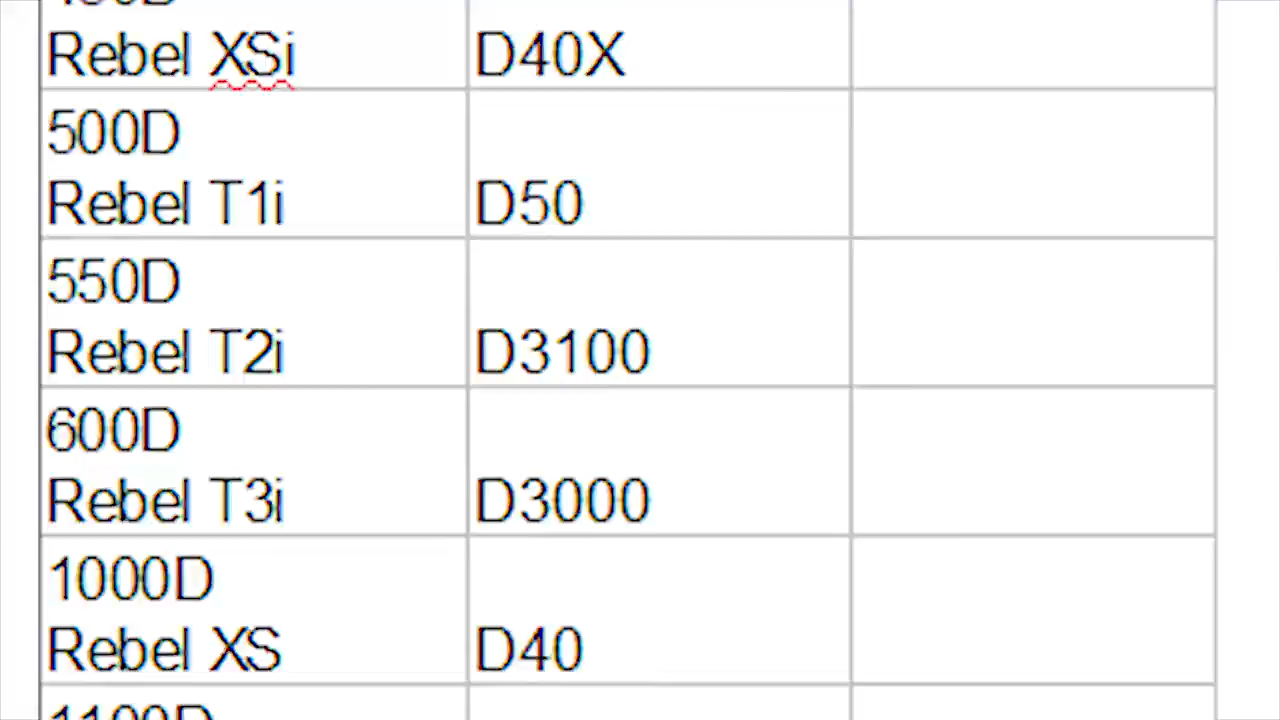 Rebel XSi D40X
500D
Rebel T1i D50
550D
Rebel T2i D3100
600D
Rebel T3i D3000
1000D
Rebel XS D40